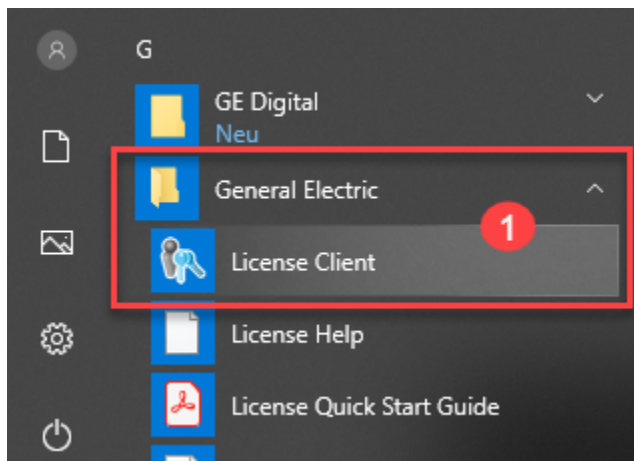 G
GE Digital
Neu
General Electric
1
License Client
License Help
License Quick Start Guide